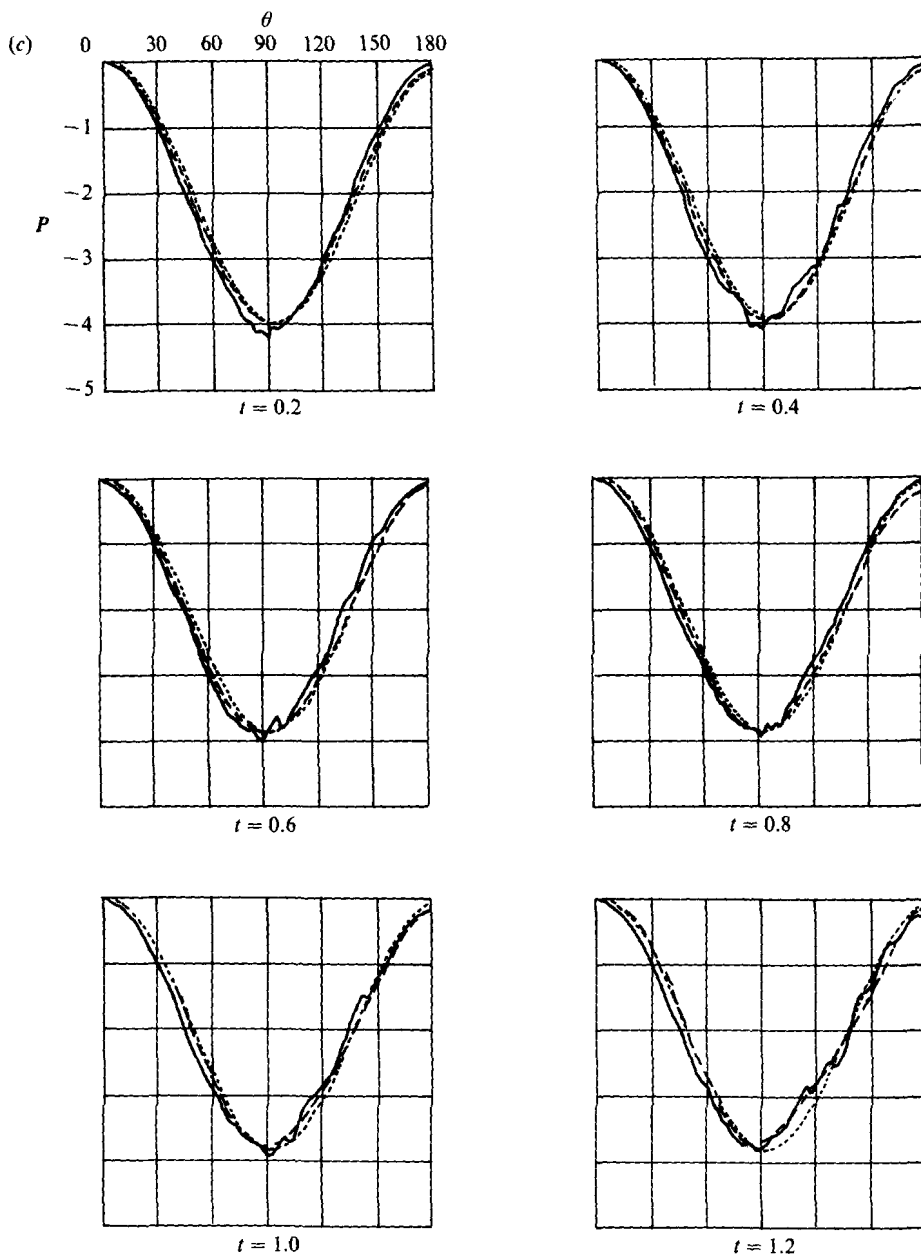 θ
(c) 0 30 60 90 120 150 180
−1
−2
P
−3
−4
−5
t = 0.2 t = 0.4
t = 0.6 t = 0.8
t = 1.0 t = 1.2